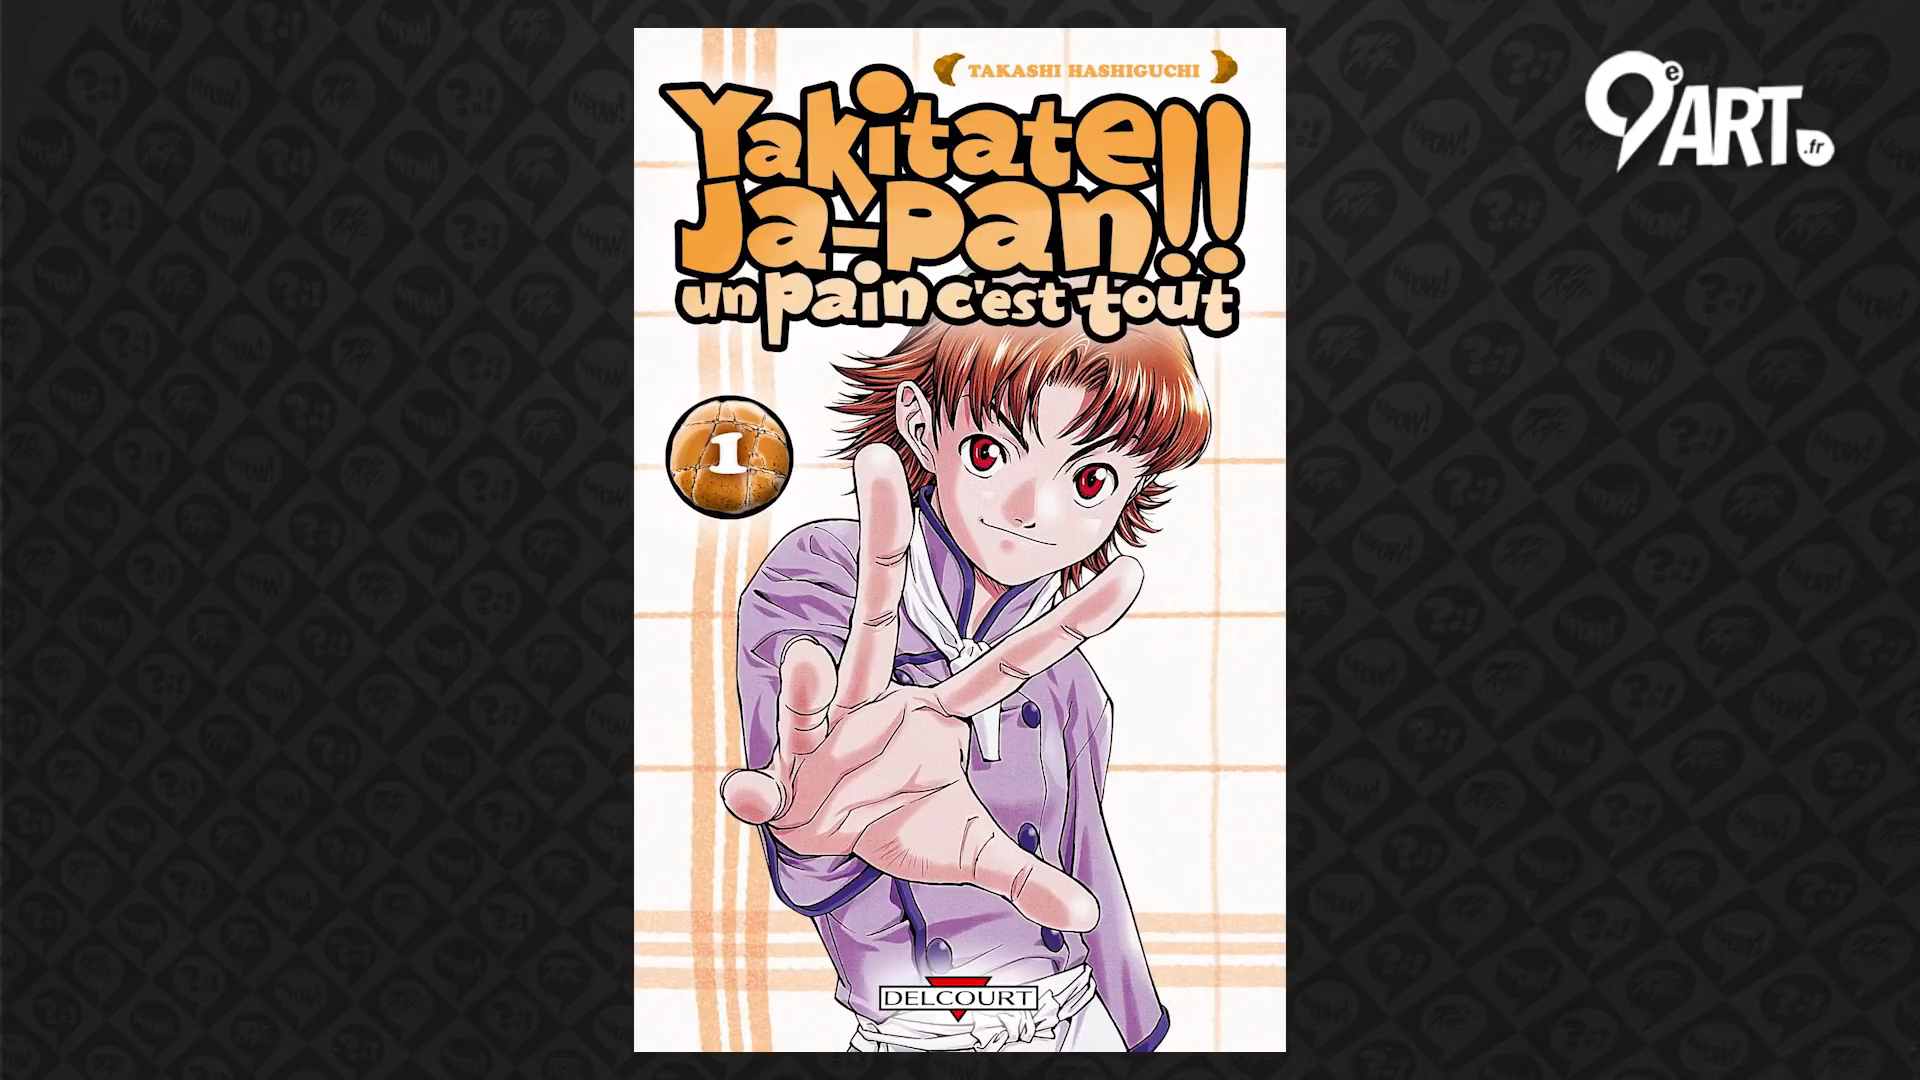 TAKASHI HASHIGUCHI
Yakitate!!
Ja-pan
un pain c'est tout
1
DELCOURT
9e ART.fr